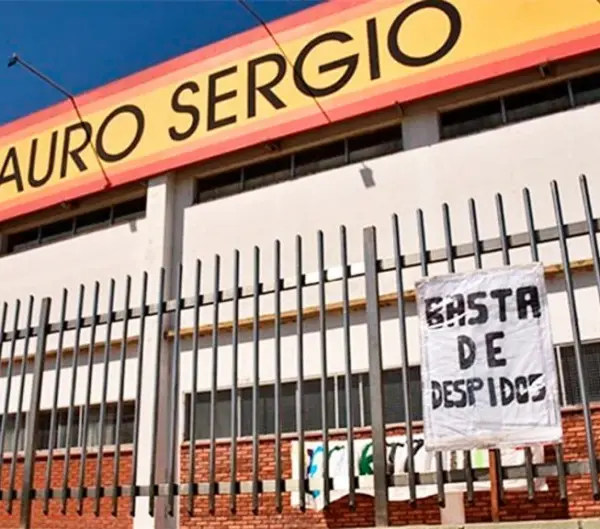 AURO SERGIO
BASTA
DE
DESPIDOS